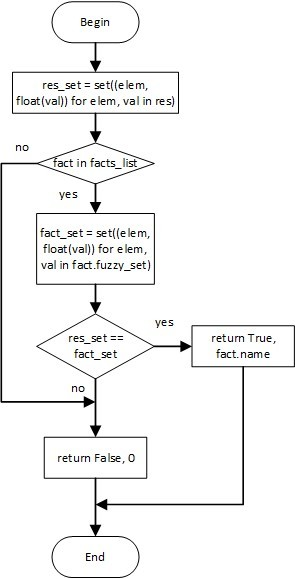 Begin
res_set = set((elem,
float(val)) for elem, val in res)
no
fact in facts_list
yes
fact_set = set((elem,
float(val)) for elem,
val in fact.fuzzy_set)
yes
res_set ==
fact_set
return True,
fact.name
no
return False, 0
End